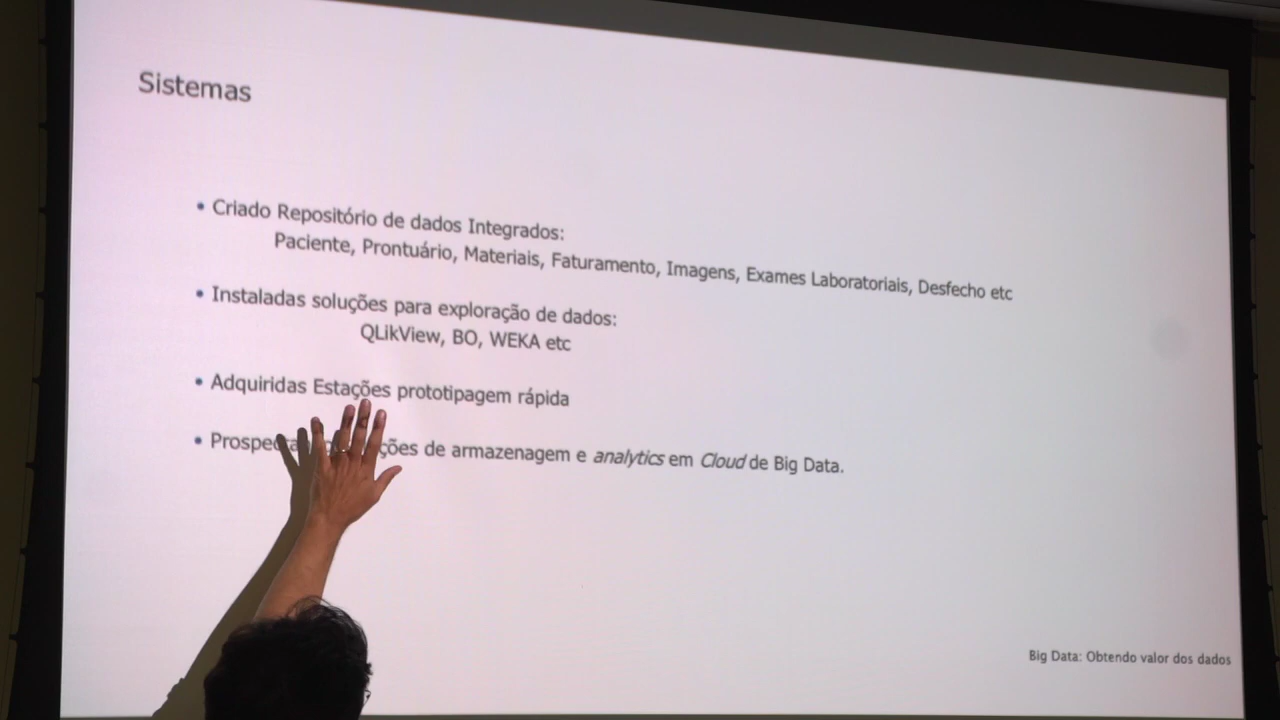 Sistemas
• Criado Repositório de dados Integrados:
Paciente, Prontuário, Materiais, Faturamento, Imagens, Exames Laboratoriais, Desfecho etc
• Instaladas soluções para exploração de dados:
QLikView, BO, WEKA etc
• Adquiridas Estações prototipagem rápida
• de armazenagem e analytics em Cloud de Big Data.
Big Data: Obtendo valor dos dados